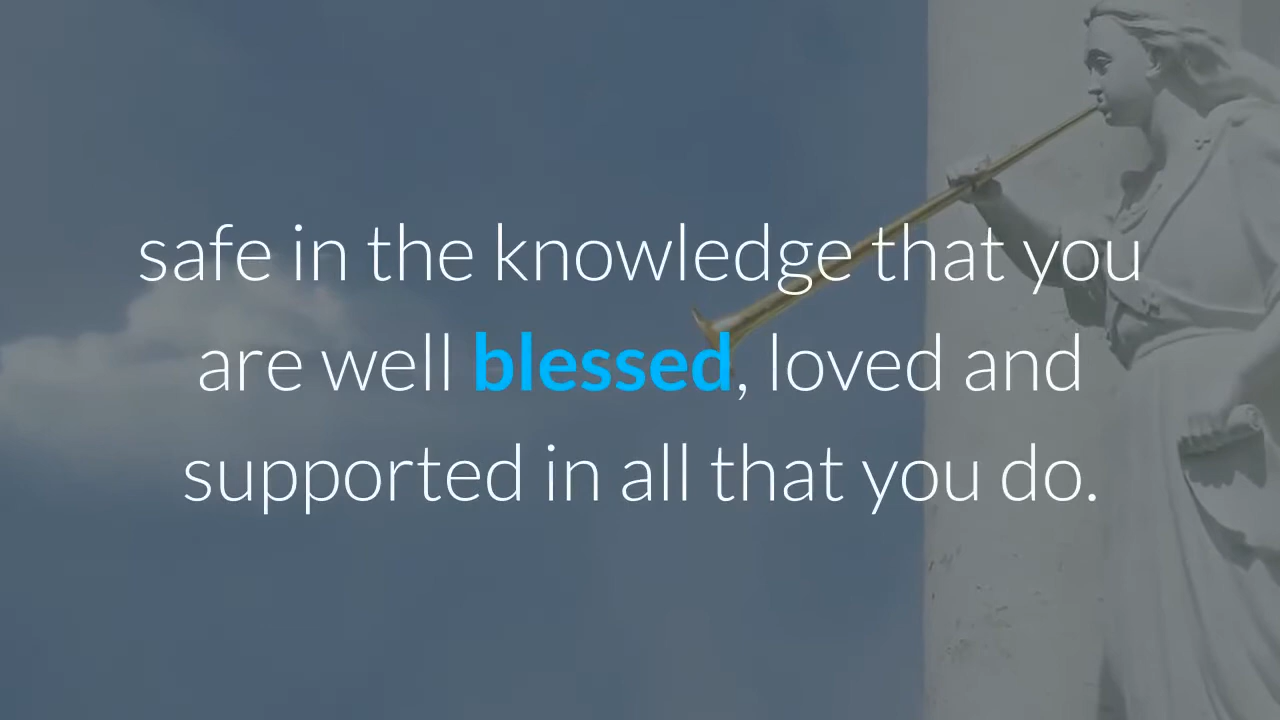 safe in the knowledge that you
are well blessed, loved and
supported in all that you do.